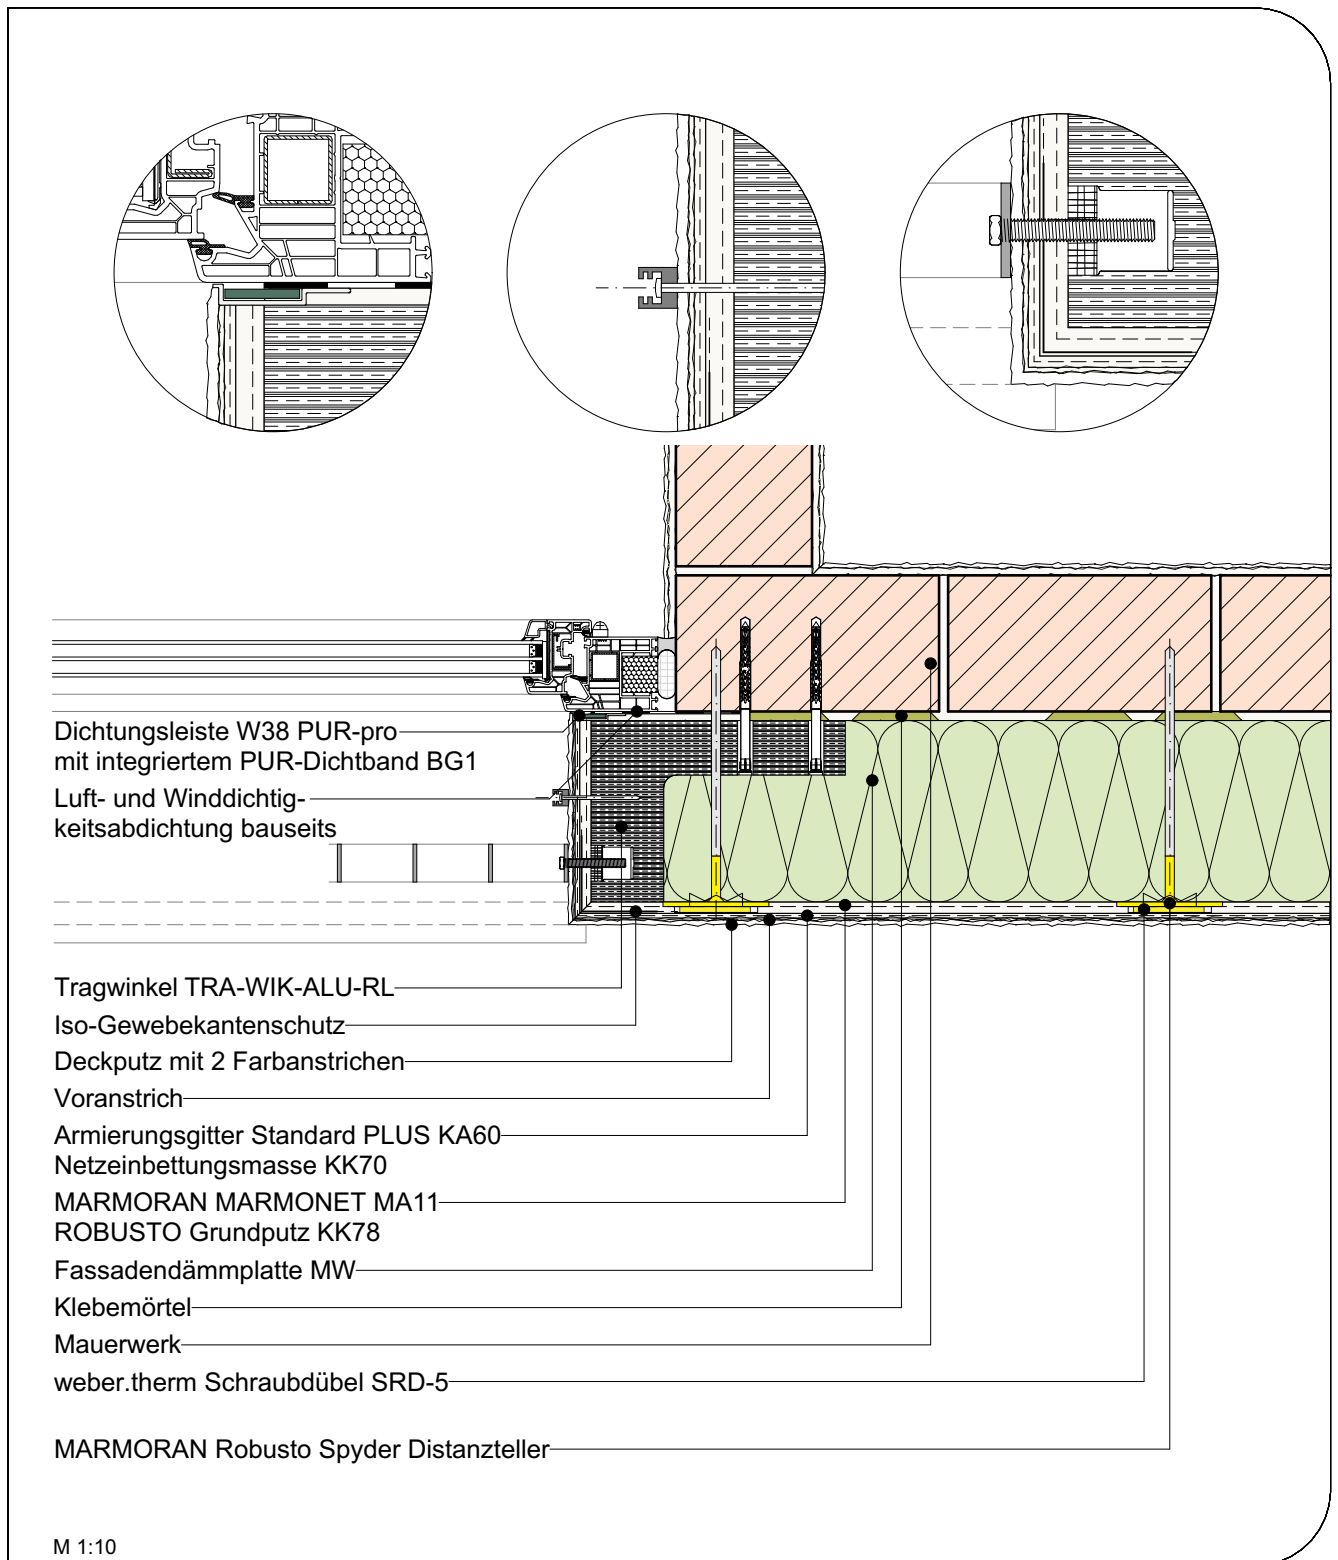 Dichtungsleiste W38 PUR-pro
mit integriertem PUR-Dichtband BG1
Luft- und Winddichtig-
keitsabdichtung bauseits
Tragwinkel TRA-WIK-ALU-RL
Iso-Gewebekantenschutz
Deckputz mit 2 Farbanstrichen
Voranstrich
Armierungsgitter Standard PLUS KA60
Netzeinbettungsmasse KK70
MARMORAN MARMONET MA11
ROBUSTO Grundputz KK78
Fassadendämmplatte MW
Klebemörtel
Mauerwerk
weber.therm Schraubdübel SRD-5
MARMORAN Robusto Spyder Distanzteller
M 1:10